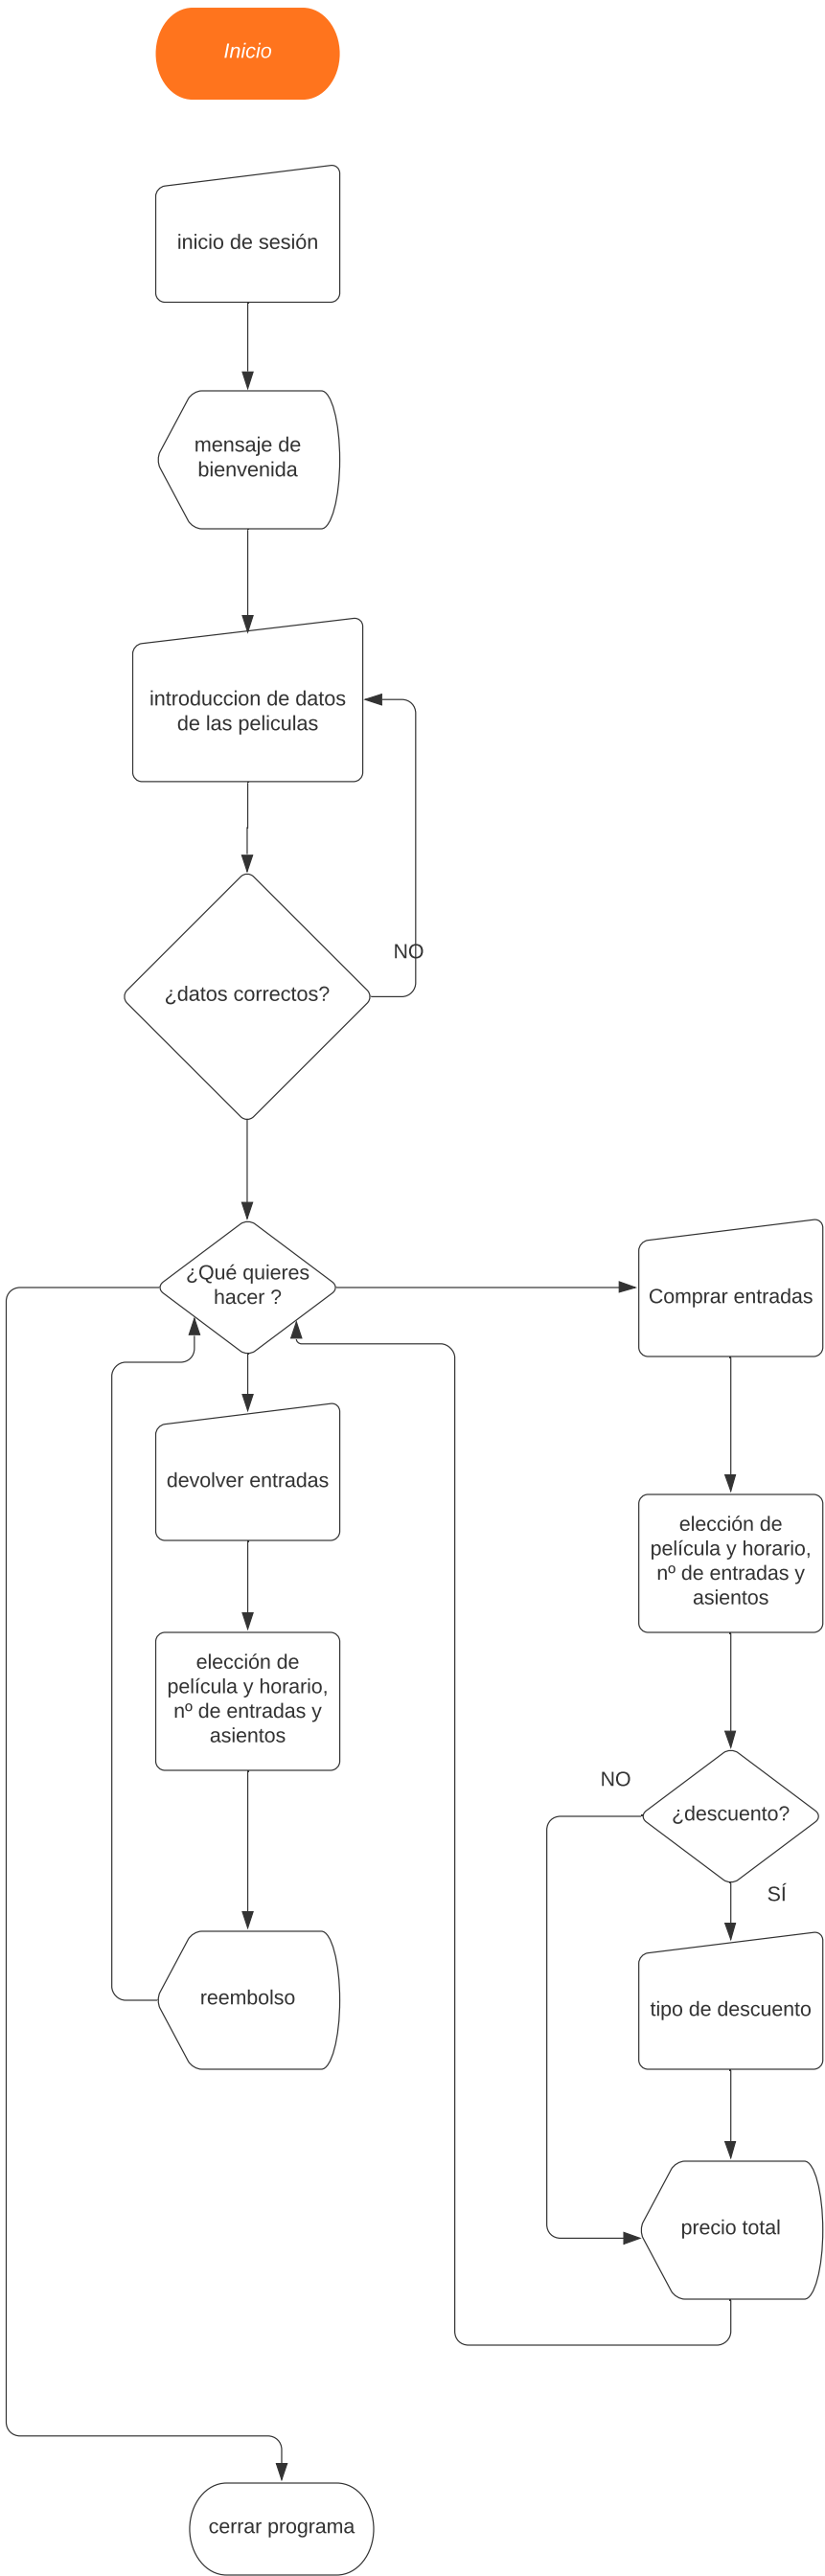 Inicio
inicio de sesión
mensaje de
bienvenida
introduccion de datos
de las peliculas
NO
¿datos correctos?
¿Qué quieres
hacer ?
Comprar entradas
devolver entradas
elección de
película y horario,
nº de entradas y
asientos
elección de
película y horario,
nº de entradas y
asientos
NO
¿descuento?
SÍ
reembolso
tipo de descuento
precio total
cerrar programa